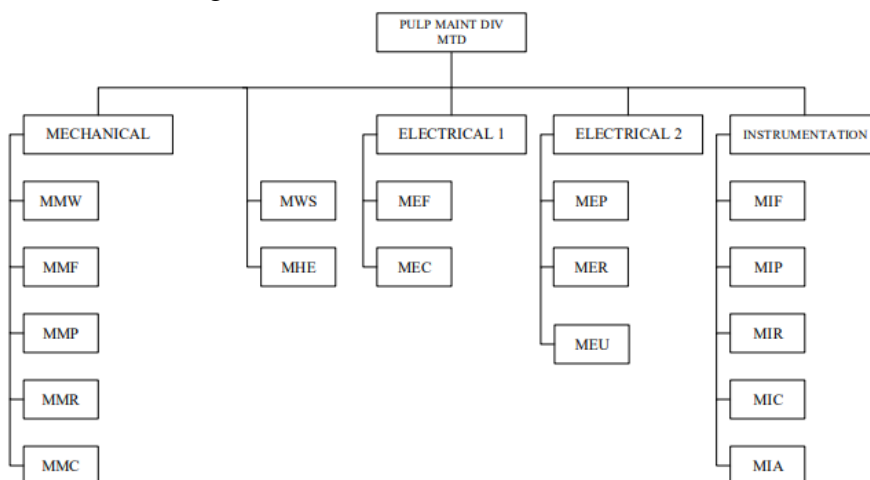 PULP MAINT DIV
MTD
MECHANICAL
ELECTRICAL 1
ELECTRICAL 2
INSTRUMENTATION
MMW
MWS
MEF
MEP
MIF
MMF
MHE
MEC
MER
MIP
MMP
MEU
MIR
MMR
MIC
MMC
MIA